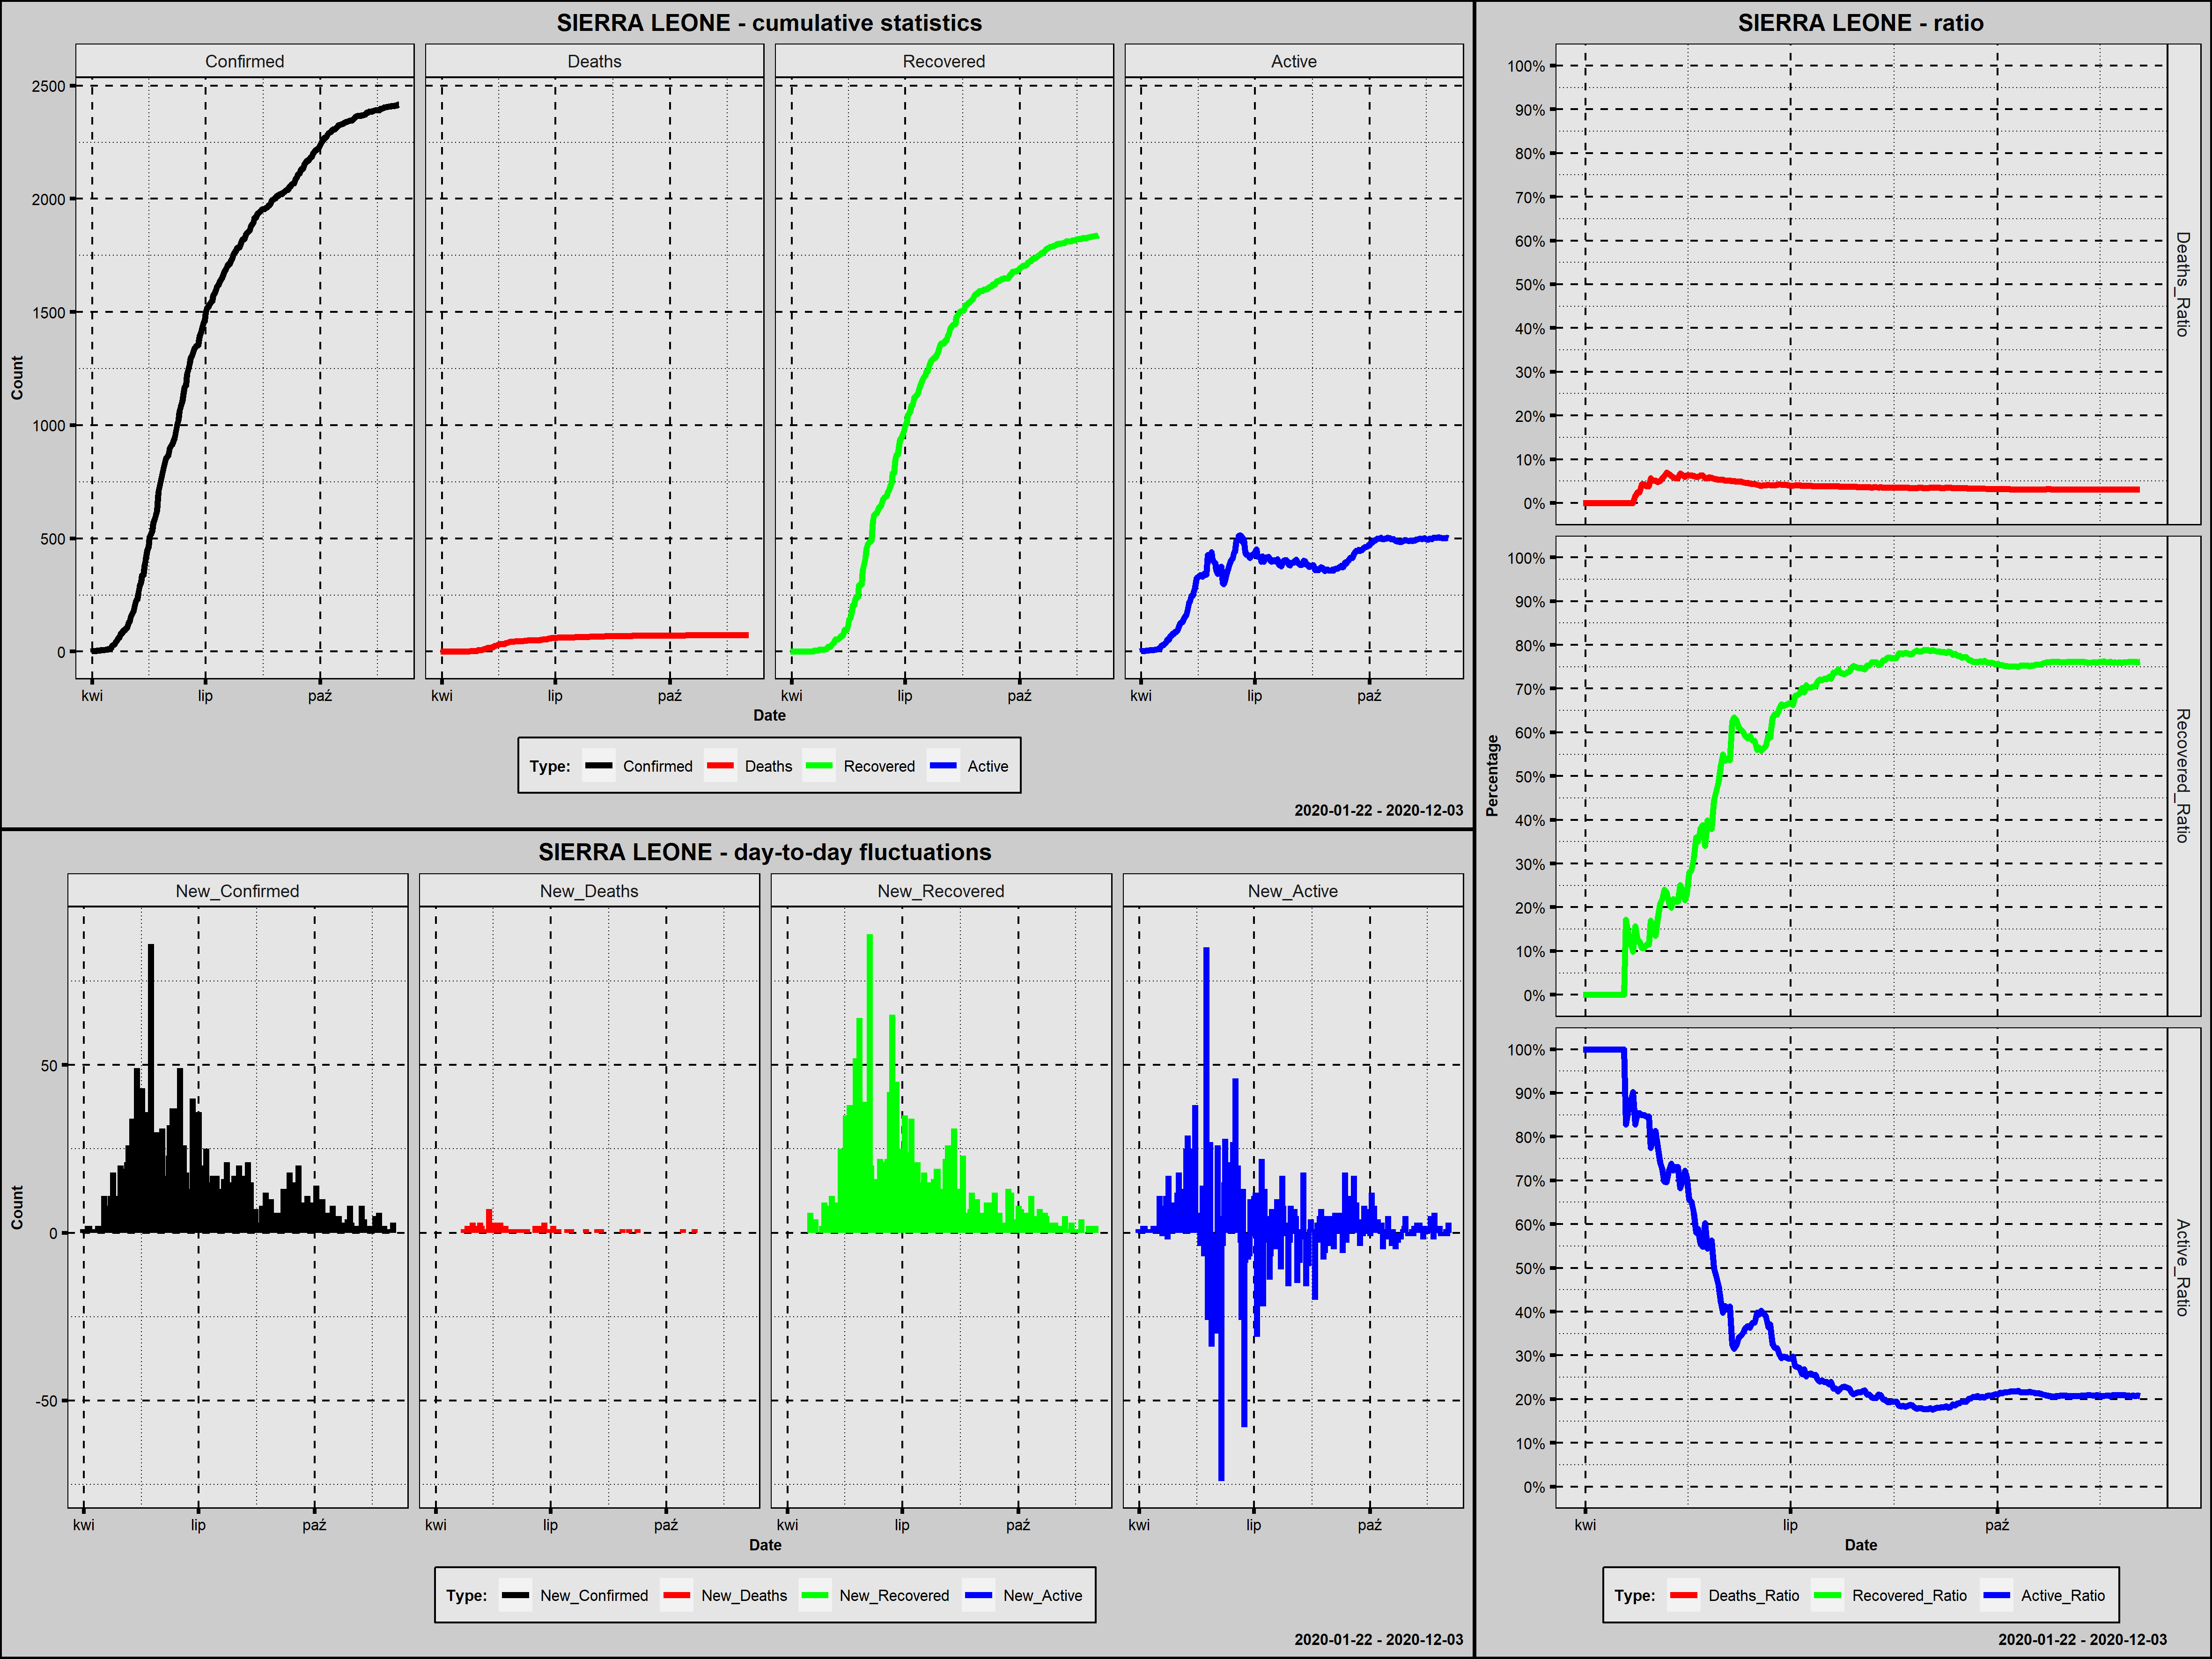 SIERRA LEONE - cumulative statistics
Confirmed Deaths Recovered Active
2500
2000
1500
1000
500
0
Count
kwi lip paź kwi lip paź kwi lip paź kwi lip paź
Date
Type: Confirmed Deaths Recovered Active
2020-01-22 - 2020-12-03
SIERRA LEONE - day-to-day fluctuations
New_Confirmed New_Deaths New_Recovered New_Active
50
0
-50
Count
kwi lip paź kwi lip paź kwi lip paź kwi lip paź
Date
Type: New_Confirmed New_Deaths New_Recovered New_Active
2020-01-22 - 2020-12-03
SIERRA LEONE - ratio
100%
90%
80%
70%
60%
50%
40%
30%
20%
10%
0%
Deaths_Ratio
100%
90%
80%
70%
60%
50%
40%
30%
20%
10%
0%
Recovered_Ratio
Percentage
100%
90%
80%
70%
60%
50%
40%
30%
20%
10%
0%
Active_Ratio
kwi lip paź
Date
Type: Deaths_Ratio Recovered_Ratio Active_Ratio
2020-01-22 - 2020-12-03